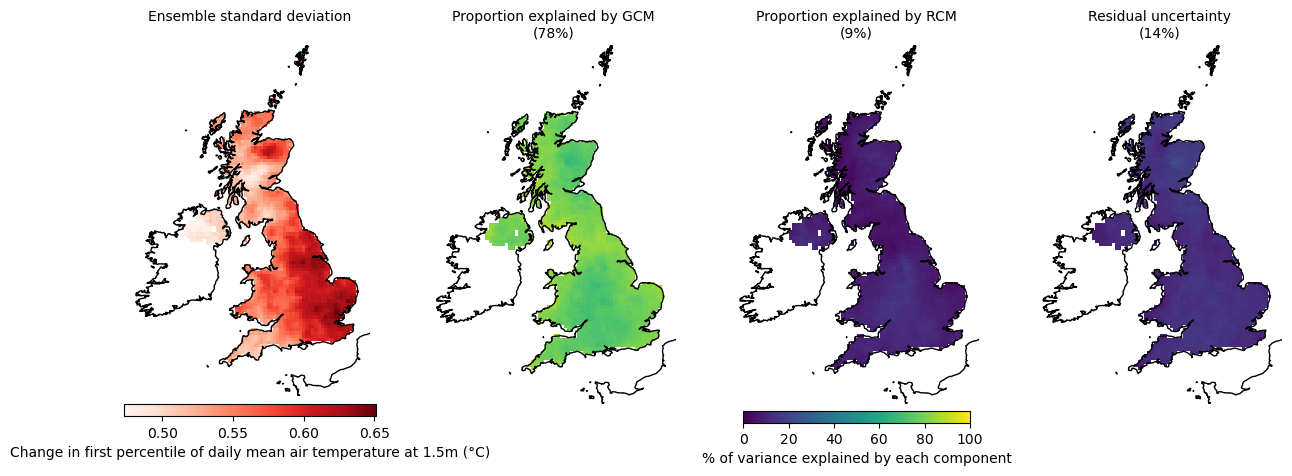 Ensemble standard deviation
Proportion explained by GCM
(78%)
Proportion explained by RCM
(9%)
Residual uncertainty
(14%)
0.50 0.55 0.60 0.65
Change in first percentile of daily mean air temperature at 1.5m (°C)
0 20 40 60 80 100
% of variance explained by each component